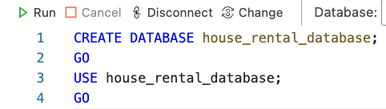 Run Cancel Disconnect Change Database:
1 CREATE DATABASE house_rental_database;
2 GO
3 USE house_rental_database;
4 GO